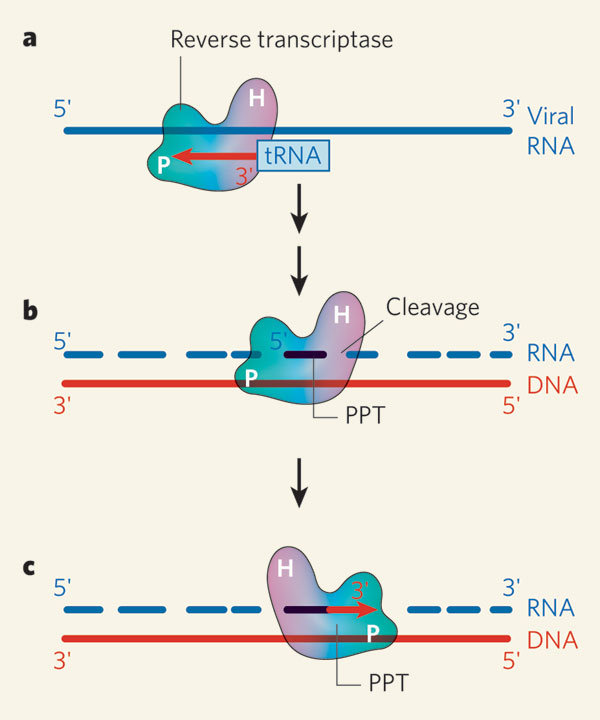 a
Reverse transcriptase
5'
H
3'
Viral
RNA
P
tRNA
3'
b
Cleavage
5'
5'
H
3'
RNA
P
DNA
3'
5'
PPT
c
5'
H
3'
3'
RNA
P
DNA
3'
5'
PPT